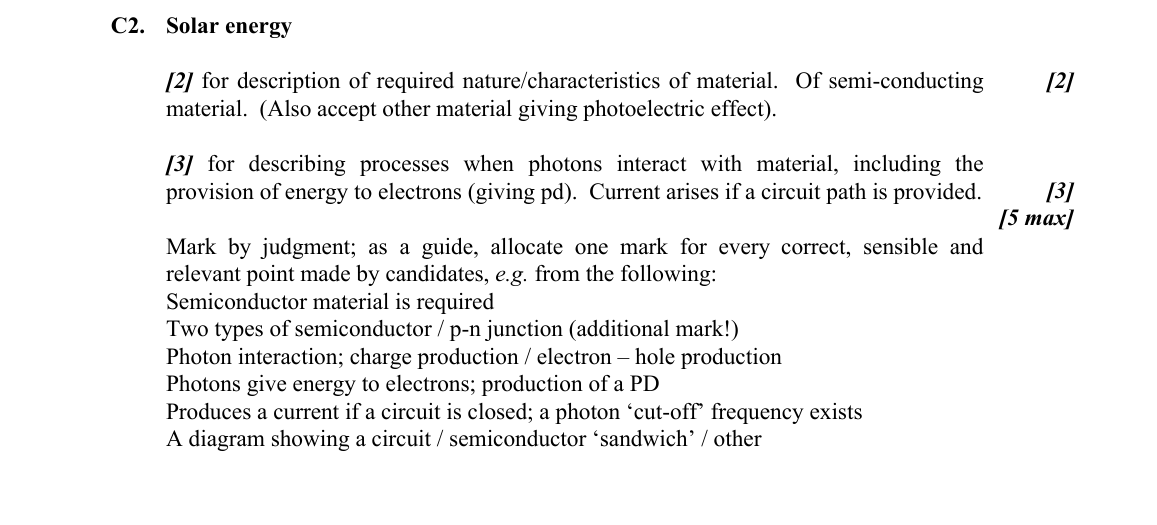 C2. Solar energy
[2] for description of required nature/characteristics of material. Of semi-conducting [2]
material. (Also accept other material giving photoelectric effect).
[3] for describing processes when photons interact with material, including the
provision of energy to electrons (giving pd). Current arises if a circuit path is provided. [3]
[5 max]
Mark by judgment; as a guide, allocate one mark for every correct, sensible and
relevant point made by candidates, e.g. from the following:
Semiconductor material is required
Two types of semiconductor / p-n junction (additional mark!)
Photon interaction; charge production / electron – hole production
Photons give energy to electrons; production of a PD
Produces a current if a circuit is closed; a photon ‘cut-off’ frequency exists
A diagram showing a circuit / semiconductor ‘sandwich’ / other